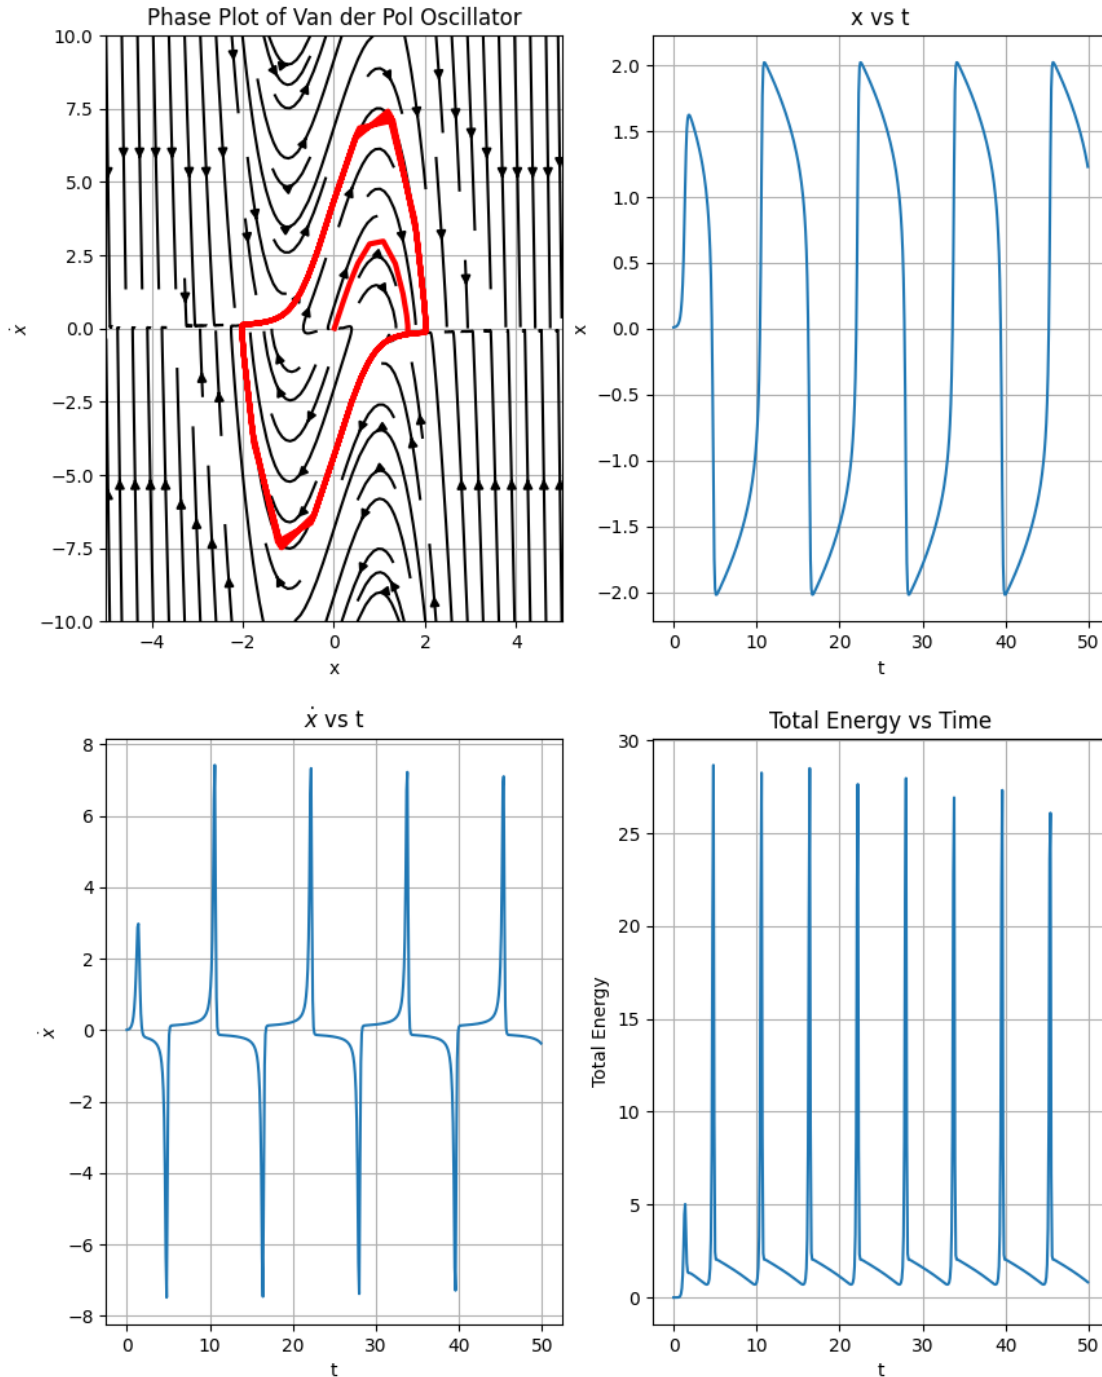 Phase Plot of Van der Pol Oscillator
10.0
7.5
5.0
2.5
0.0
−2.5
−5.0
−7.5
−10.0
ẋ
−4 −2 0 2 4
x
x vs t
2.0
1.5
1.0
0.5
0.0
−0.5
−1.0
−1.5
−2.0
x
0 10 20 30 40 50
t
ẋ vs t
8
6
4
2
0
−2
−4
−6
−8
ẋ
0 10 20 30 40 50
t
Total Energy vs Time
30
25
20
15
10
5
0
Total Energy
0 10 20 30 40 50
t